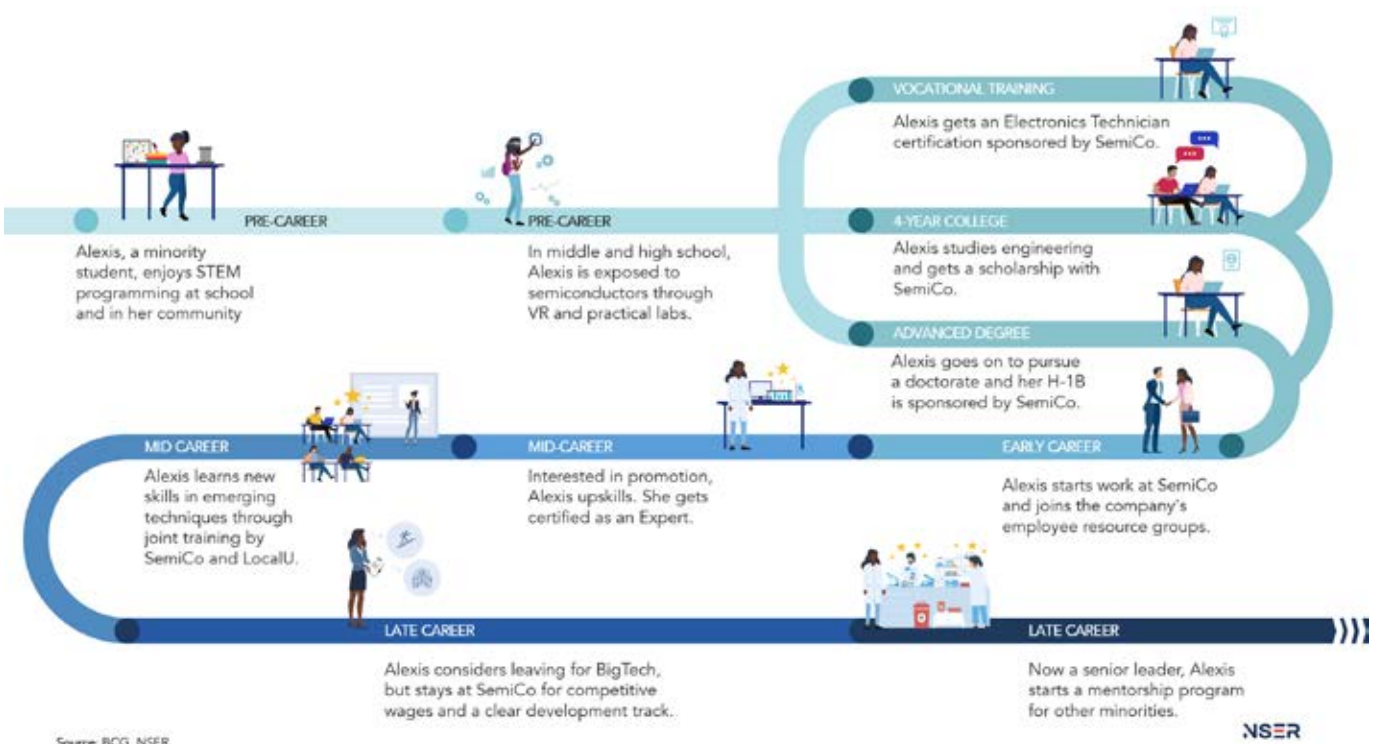 VOCATIONAL TRAINING
Alexis gets an Electronics Technician
certification sponsored by SemiCo.
PRE-CAREER
Alexis, a minority
student, enjoys STEM
programming at school
and in her community
PRE-CAREER
In middle and high school,
Alexis is exposed to
semiconductors through
VR and practical labs.
4-YEAR COLLEGE
Alexis studies engineering
and gets a scholarship with
SemiCo.
ADVANCED DEGREE
Alexis goes on to pursue
a doctorate and her H-1B
is sponsored by SemiCo.
EARLY CAREER
Alexis starts work at SemiCo
and joins the company's
employee resource groups.
MID-CAREER
Interested in promotion,
Alexis upskills. She gets
certified as an Expert.
MID CAREER
Alexis learns new
skills in emerging
techniques through
joint training by
SemiCo and LocalU.
LATE CAREER
Alexis considers leaving for BigTech,
but stays at SemiCo for competitive
wages and a clear development track.
LATE CAREER
Now a senior leader, Alexis
starts a mentorship program
for other minorities.
NSER
Source: BCG, NSER